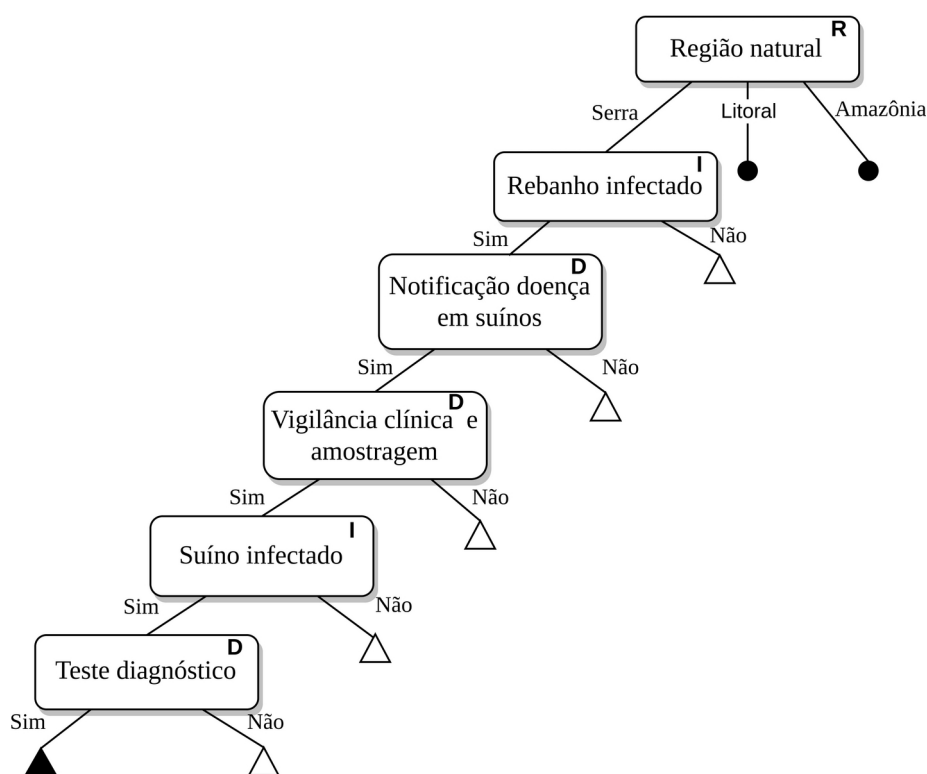 Região natural R
Serra
Litoral
Amazônia
Rebanho infectado I
Sim
Não
Notificação doença D
em suínos
Sim
Não
Vigilância clínica D e
amostragem
Sim
Não
Suíno infectado I
Sim
Não
Teste diagnóstico D
Sim
Não